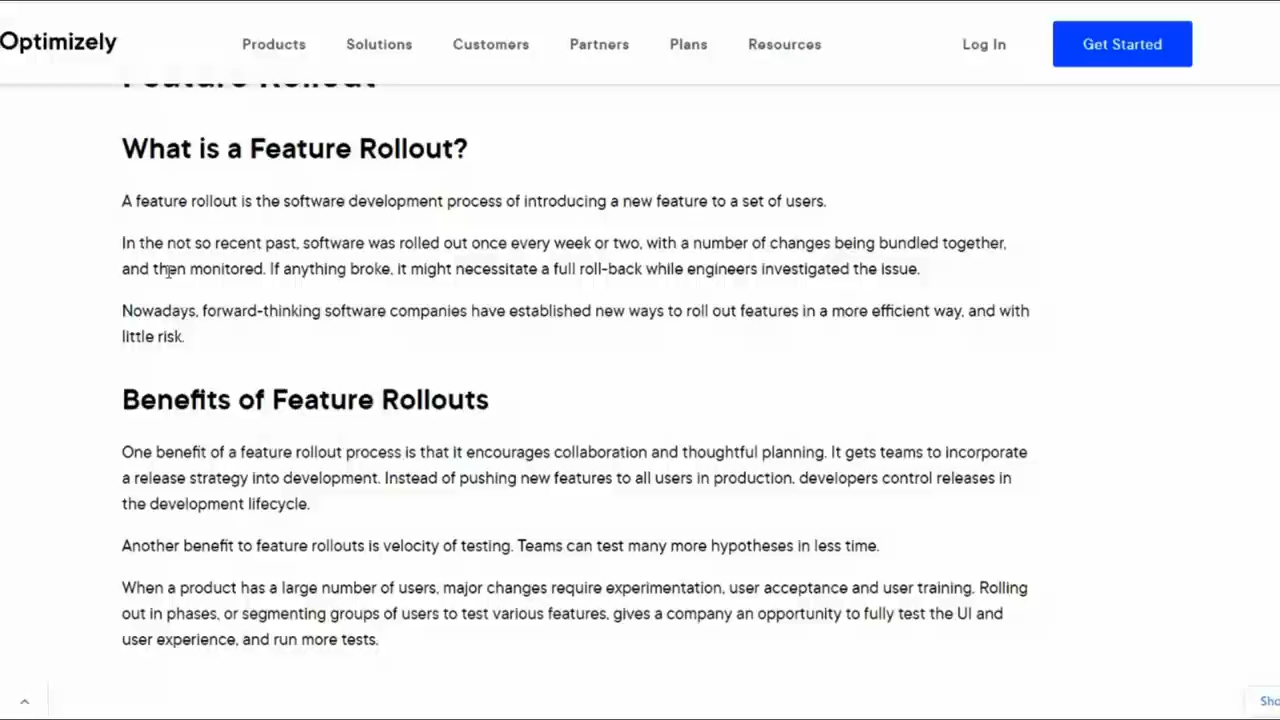 Optimizely
Products
Solutions
Customers
Partners
Plans
Resources
Log In
Get Started
Feature Rollout
What is a Feature Rollout?
A feature rollout is the software development process of introducing a new feature to a set of users.
In the not so recent past, software was rolled out once every week or two, with a number of changes being bundled together,
and then monitored. If anything broke, it might necessitate a full roll-back while engineers investigated the issue.
Nowadays, forward-thinking software companies have established new ways to roll out features in a more efficient way, and with
little risk.
Benefits of Feature Rollouts
One benefit of a feature rollout process is that it encourages collaboration and thoughtful planning. It gets teams to incorporate
a release strategy into development. Instead of pushing new features to all users in production, developers control releases in
the development lifecycle.
Another benefit to feature rollouts is velocity of testing. Teams can test many more hypotheses in less time.
When a product has a large number of users, major changes require experimentation, user acceptance and user training. Rolling
out in phases, or segmenting groups of users to test various features, gives a company an opportunity to fully test the UI and
user experience, and run more tests.
Sho